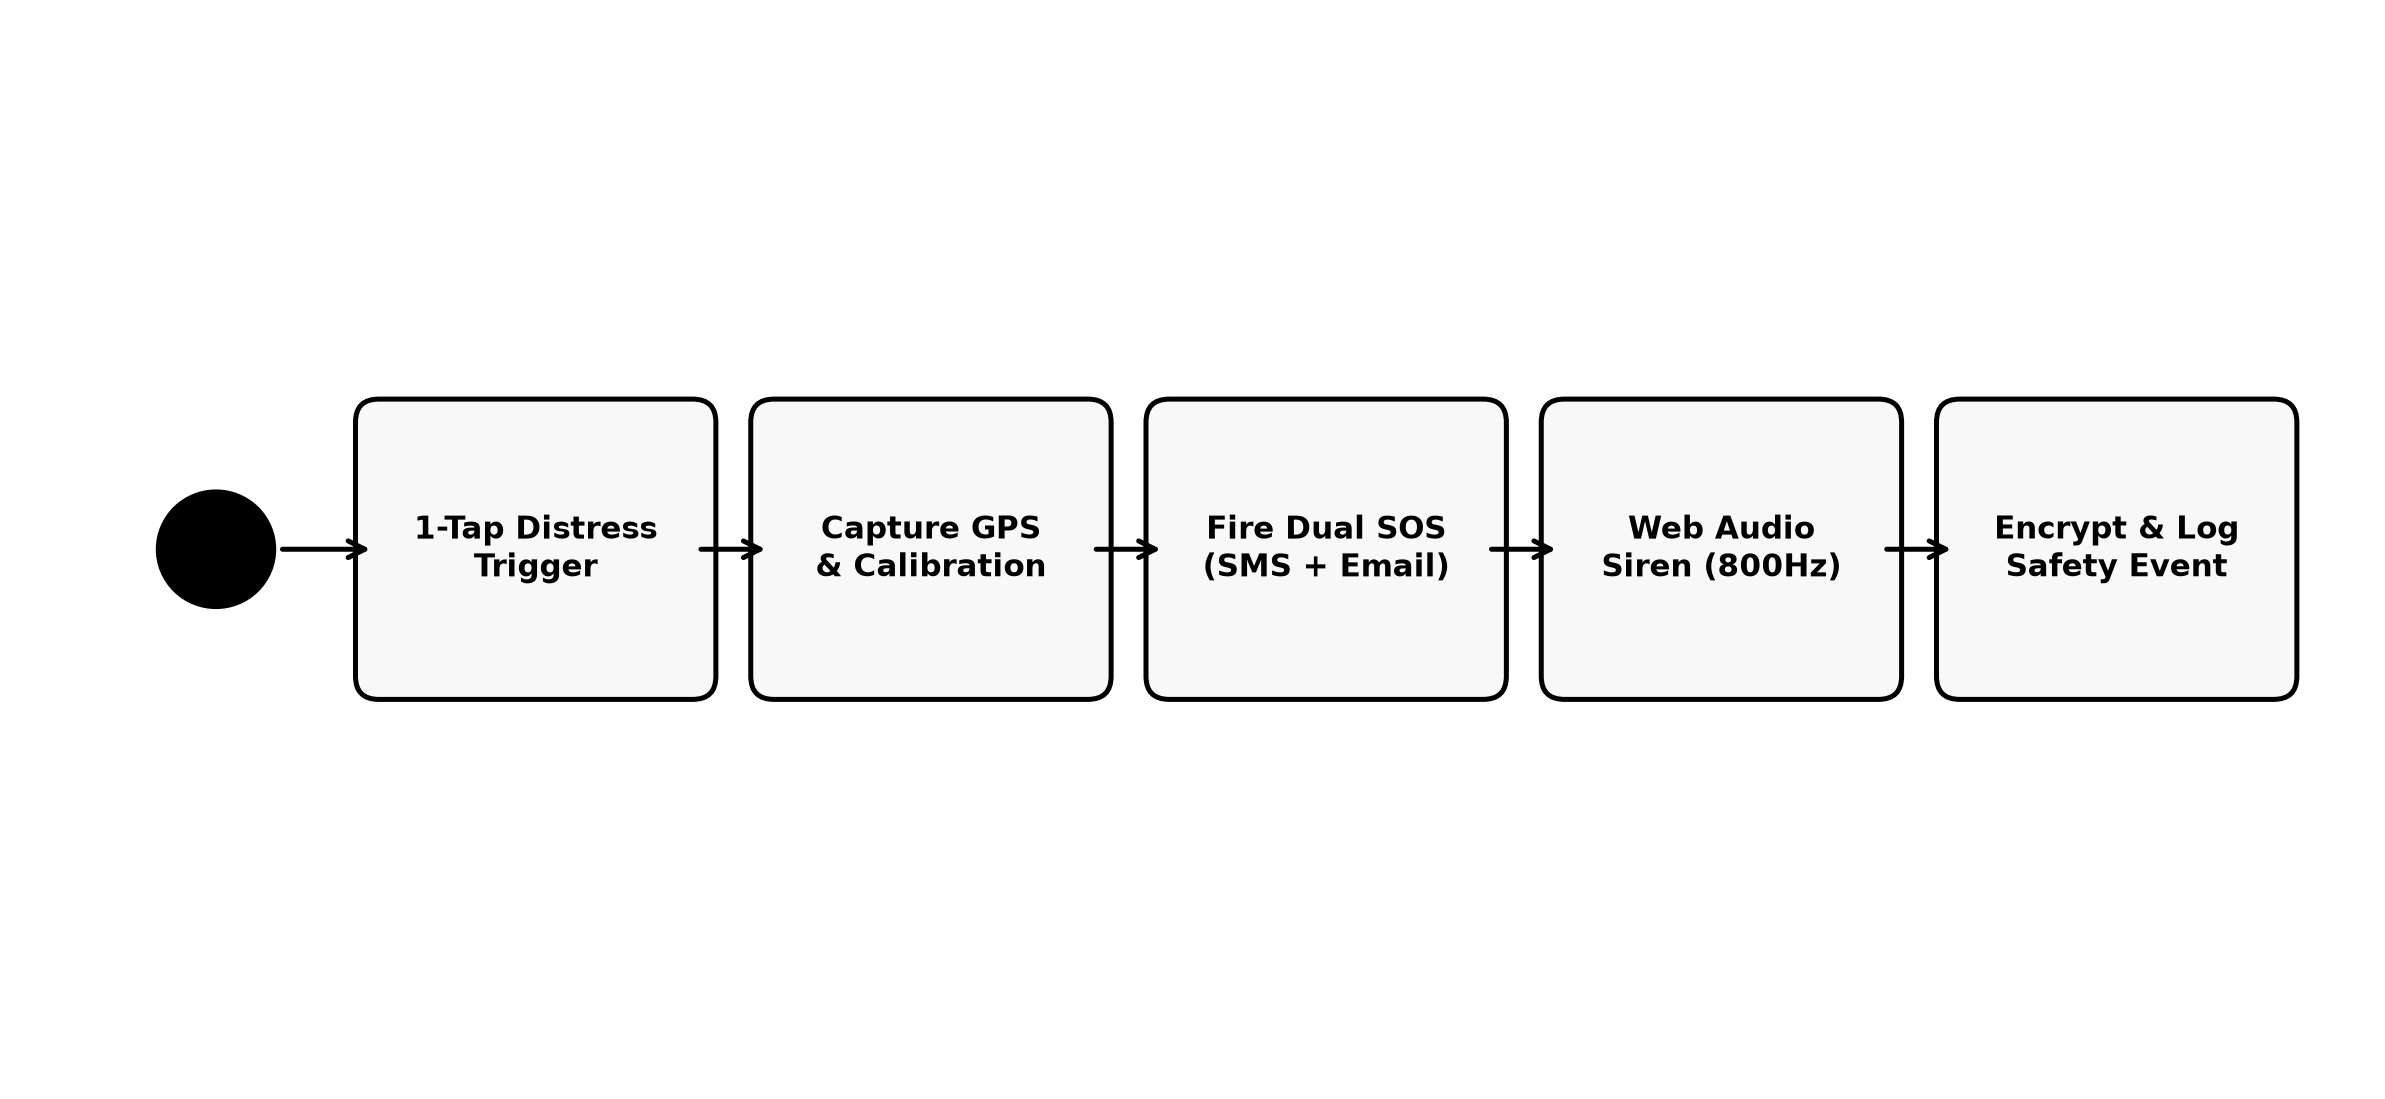 1-Tap Distress
Trigger
Capture GPS
& Calibration
Fire Dual SOS
(SMS + Email)
Web Audio
Siren (800Hz)
Encrypt & Log
Safety Event